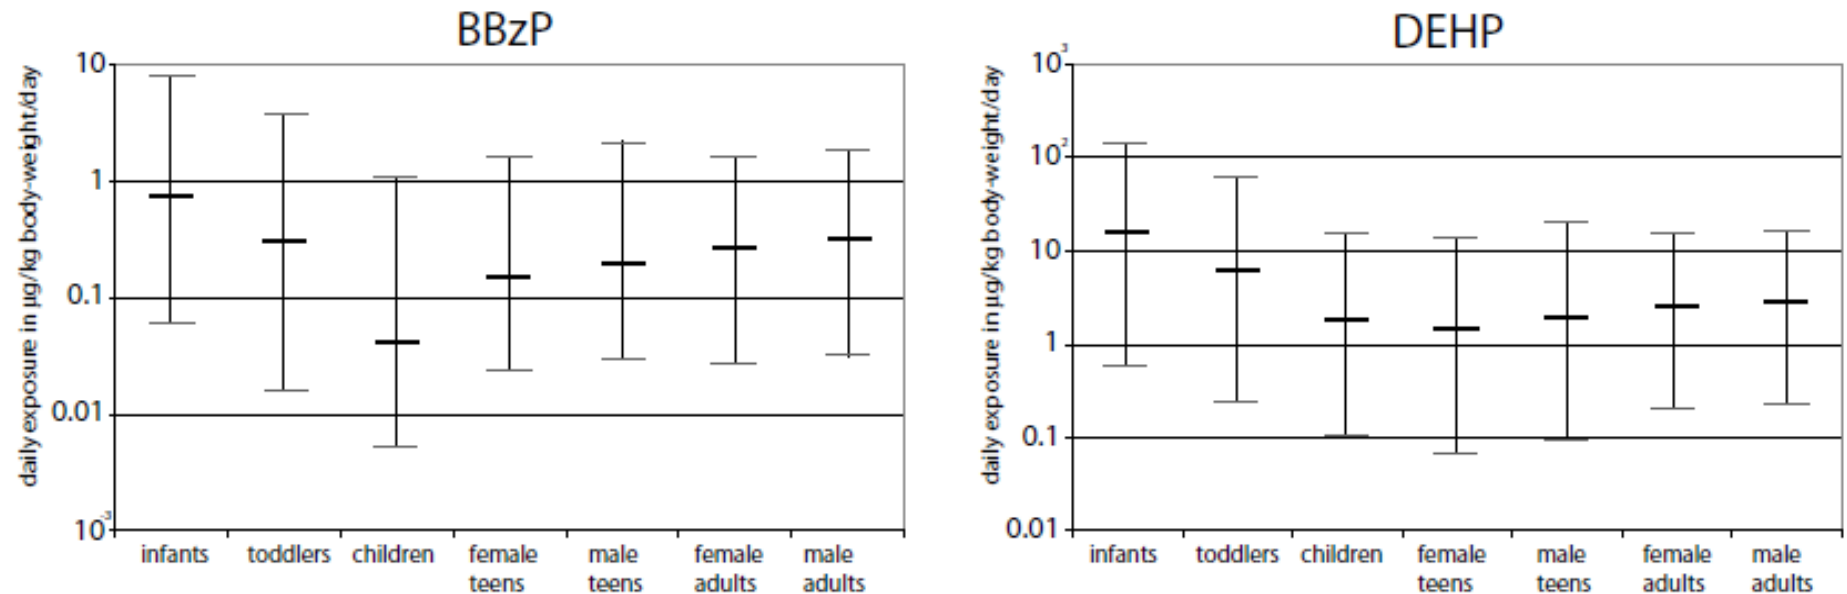 BBzP
daily exposure in µg/kg body-weight/day
10
1
0.1
0.01
10⁻³
infants toddlers children female teens male teens female adults male adults
DEHP
daily exposure in µg/kg body-weight/day
10³
10²
10
1
0.1
0.01
infants toddlers children female teens male teens female adults male adults